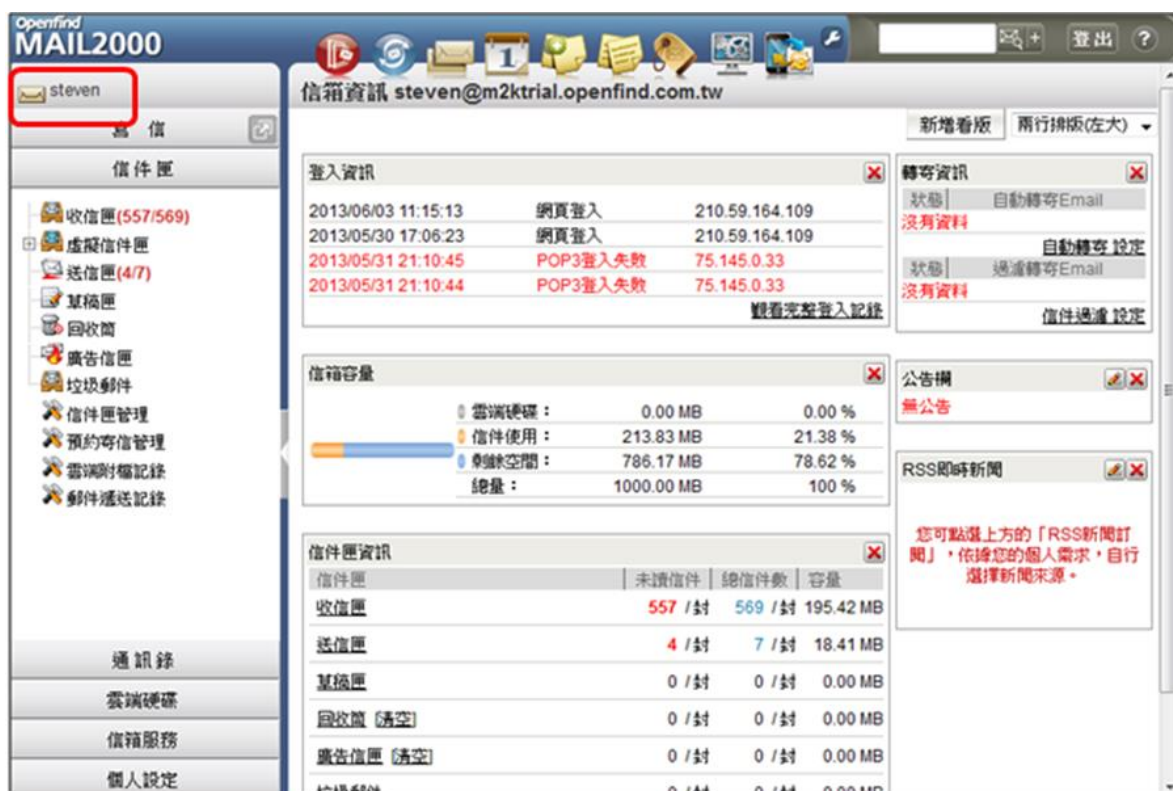 Openfind
MAIL2000
登出
?
steven
信箱資訊 steven@m2ktrial.openfind.com.tw
寫 信
新增看版
兩行排版(左大)
信件匣
收信匣(557/569)
虛擬信件匣
送信匣(4/7)
草稿匣
回收筒
廣告信匣
垃圾郵件
信件匣管理
預約寄信管理
雲端附檔記錄
郵件遞送記錄
通訊錄
雲端硬碟
信箱服務
個人設定
登入資訊
2013/06/03 11:15:13 網頁登入 210.59.164.109
2013/05/30 17:06:23 網頁登入 210.59.164.109
2013/05/31 21:10:45 POP3登入失敗 75.145.0.33
2013/05/31 21:10:44 POP3登入失敗 75.145.0.33
觀看完整登入記錄
信箱容量
雲端硬碟： 0.00 MB 0.00 %
信件使用： 213.83 MB 21.38 %
剩餘空間： 786.17 MB 78.62 %
總量： 1000.00 MB 100 %
信件匣資訊
信件匣 未讀信件 總信件數 容量
收信匣 557 /封 569 /封 195.42 MB
送信匣 4 /封 7 /封 18.41 MB
草稿匣 0 /封 0 /封 0.00 MB
回收筒 [清空] 0 /封 0 /封 0.00 MB
廣告信匣 [清空] 0 /封 0 /封 0.00 MB
轉寄資訊
狀態 自動轉寄Email
沒有資料
自動轉寄 設定
狀態 過濾轉寄Email
沒有資料
信件過濾 設定
公告欄
無公告
RSS即時新聞
您可點選上方的「RSS新聞訂
閱」，依據您的個人需求，自行
選擇新聞來源。